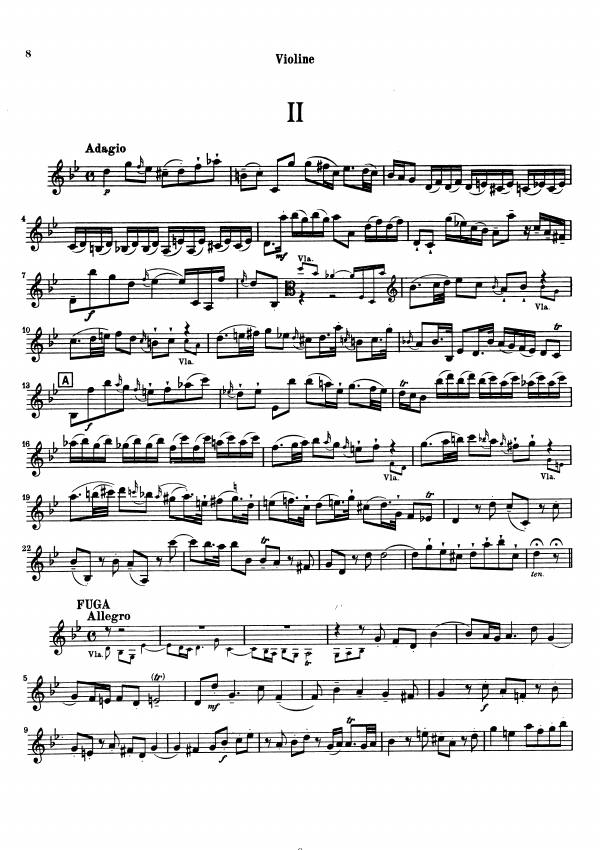 8
Violine
II
Adagio
p
4
mf
Vla.
7
f
Vla.
10
Vla.
tr
A
13
f
tr
16
Vla.
Vla.
19
tr
22
ten.
FUGA
Allegro
Vla.
tr
5
(tr)
mf
f
9
tr
tr